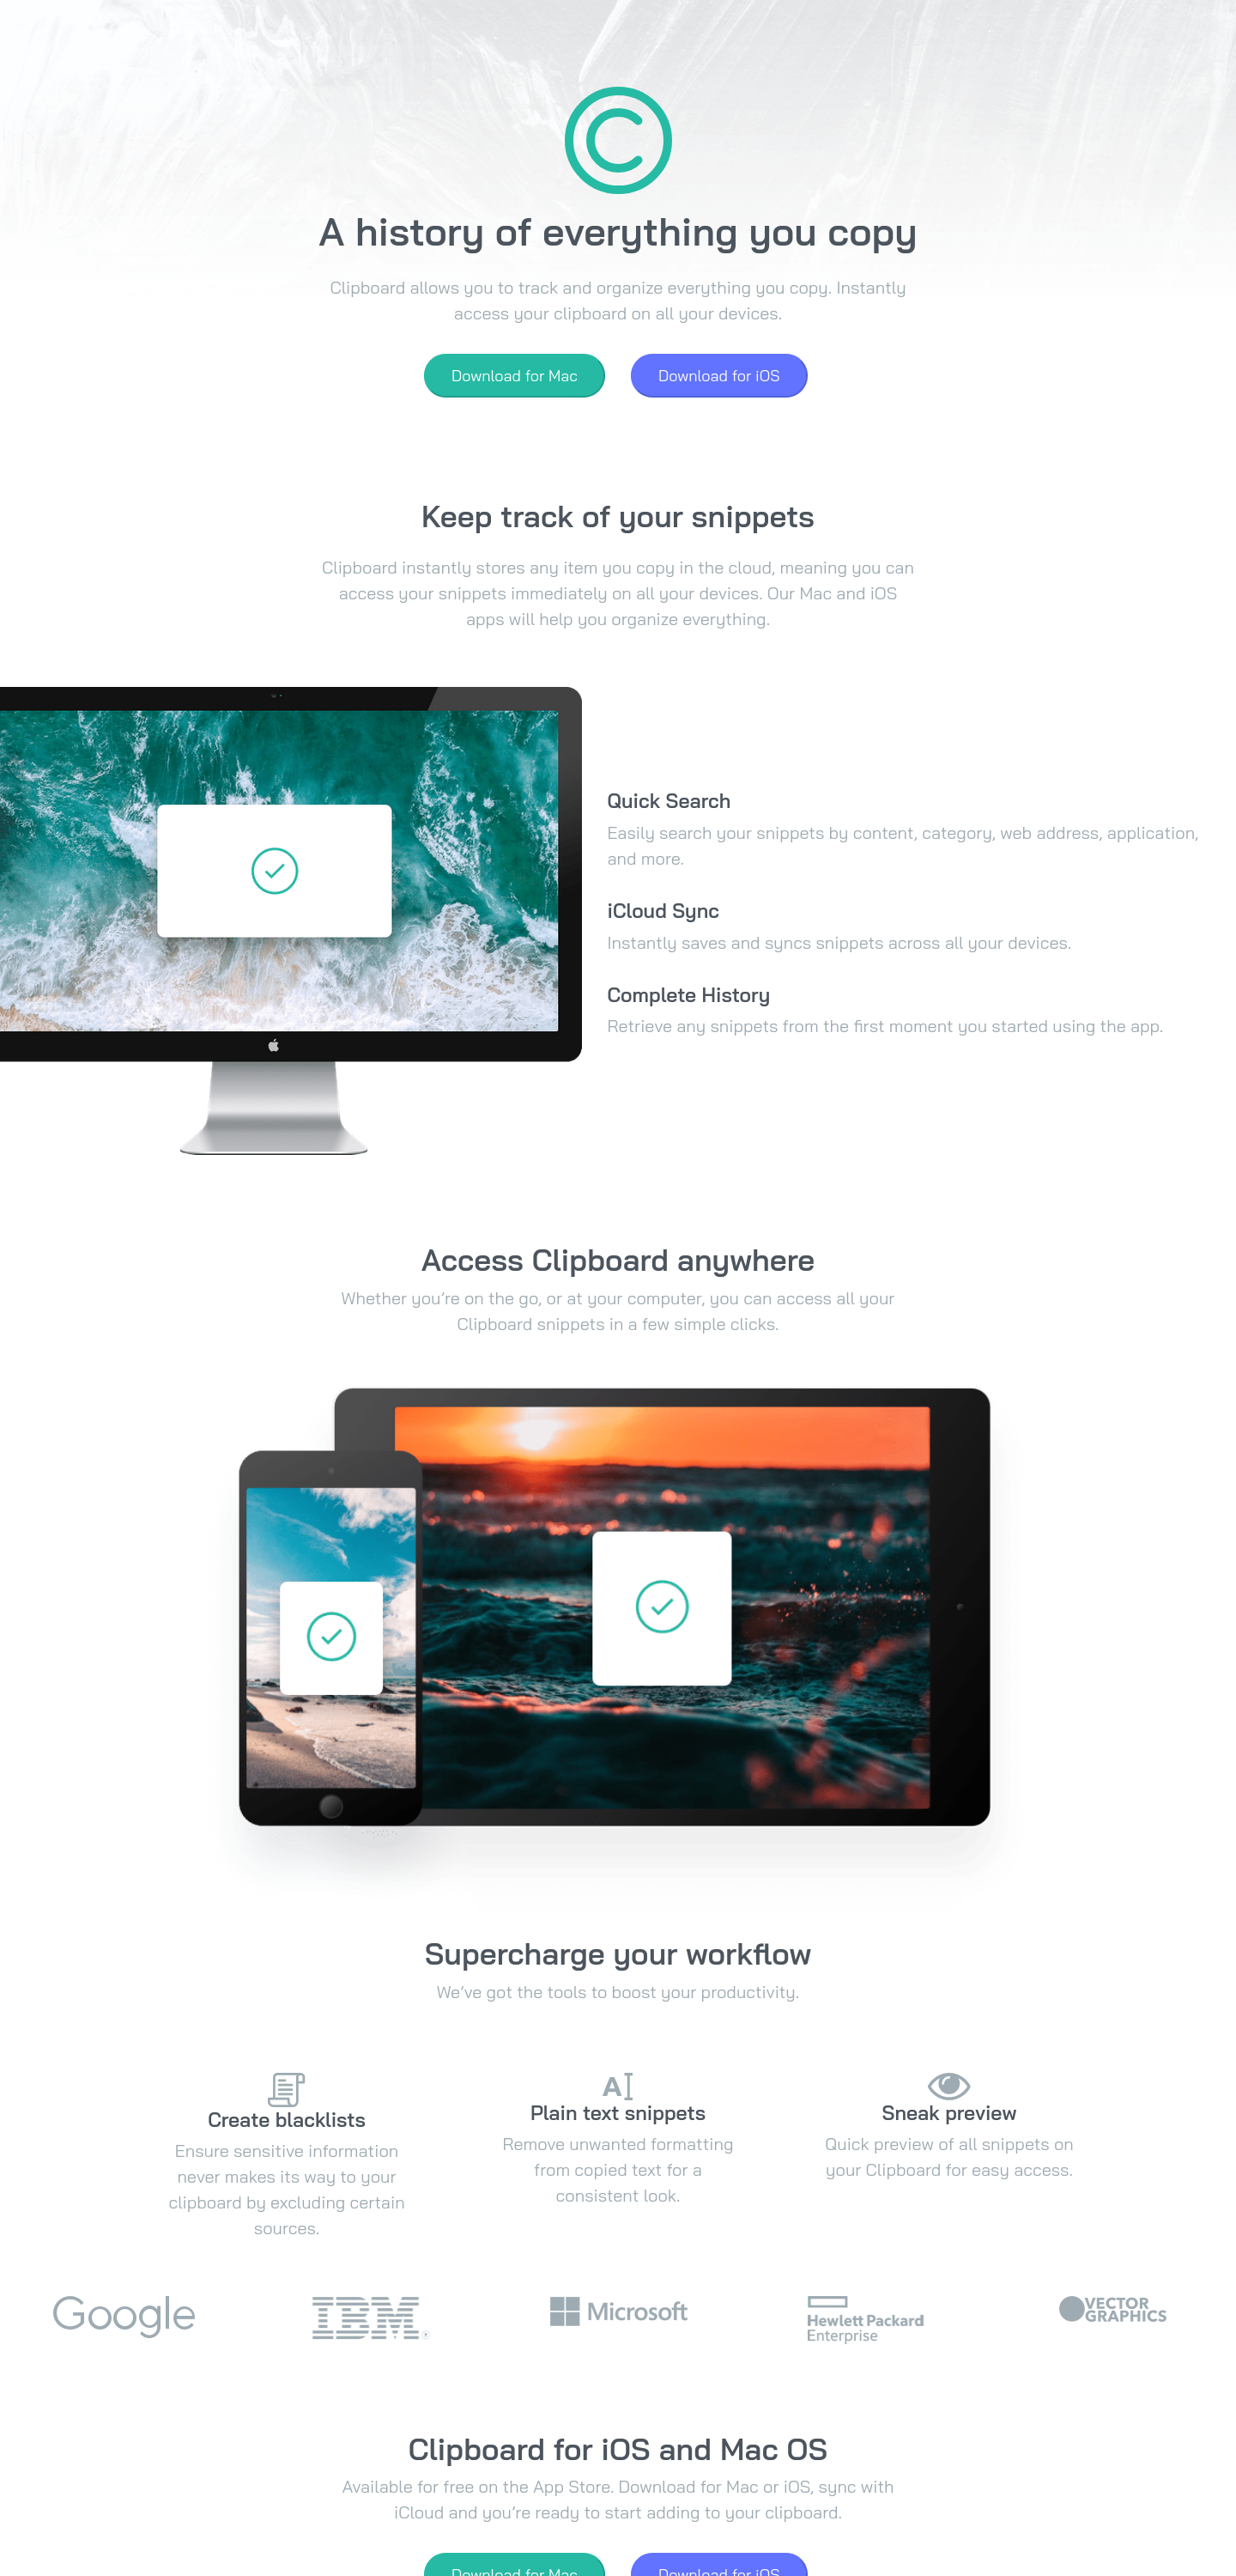 A history of everything you copy
Clipboard allows you to track and organize everything you copy. Instantly
access your clipboard on all your devices.
Download for Mac
Download for iOS
Keep track of your snippets
Clipboard instantly stores any item you copy in the cloud, meaning you can
access your snippets immediately on all your devices. Our Mac and iOS
apps will help you organize everything.
Quick Search
Easily search your snippets by content, category, web address, application,
and more.
iCloud Sync
Instantly saves and syncs snippets across all your devices.
Complete History
Retrieve any snippets from the first moment you started using the app.
Access Clipboard anywhere
Whether you’re on the go, or at your computer, you can access all your
Clipboard snippets in a few simple clicks.
Supercharge your workflow
We’ve got the tools to boost your productivity.
Create blacklists
Ensure sensitive information
never makes its way to your
clipboard by excluding certain
sources.
A
Plain text snippets
Remove unwanted formatting
from copied text for a
consistent look.
Sneak preview
Quick preview of all snippets on
your Clipboard for easy access.
Google
IBM
Microsoft
Hewlett Packard
Enterprise
VECTOR
GRAPHICS
Clipboard for iOS and Mac OS
Available for free on the App Store. Download for Mac or iOS, sync with
iCloud and you’re ready to start adding to your clipboard.
Download for Mac
Download for iOS